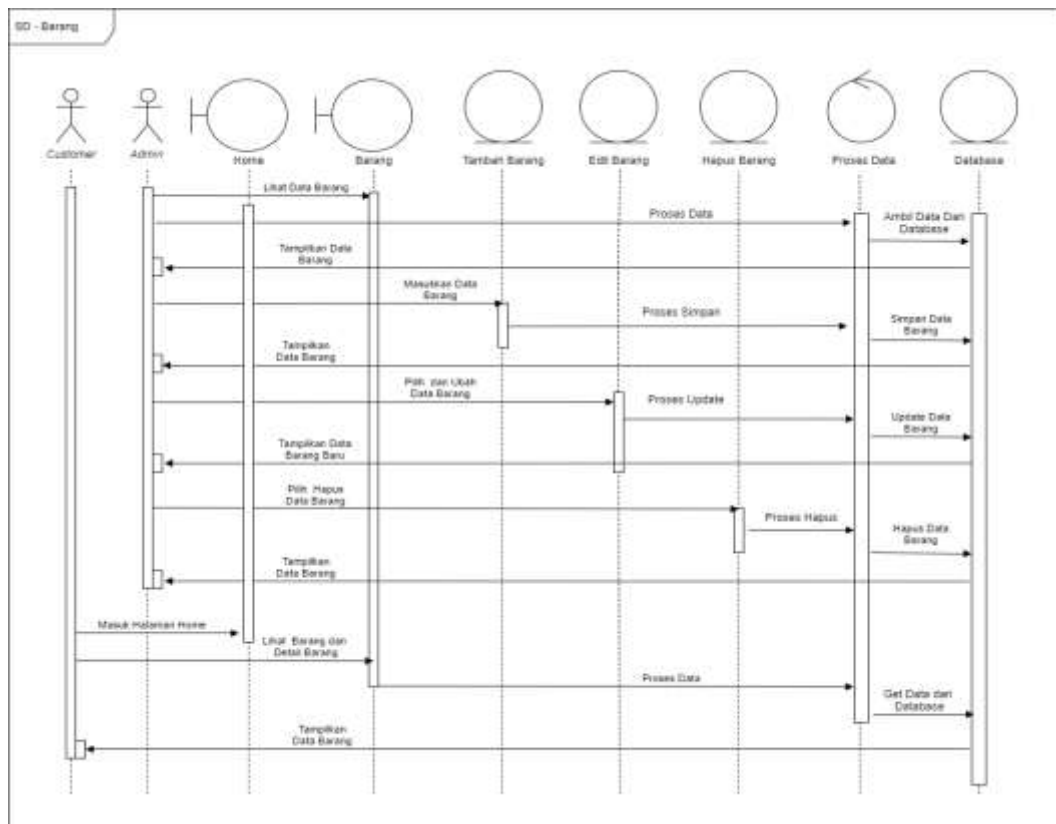 SD - Barang
Customer
Admin
Home
Barang
Tambah Barang
Edit Barang
Hapus Barang
Proses Data
Database
Lihat Data Barang
Proses Data
Ambil Data Dari
Database
Tampilkan Data
Barang
Masukkan Data
Barang
Proses Simpan
Simpan Data
Barang
Tampilkan
Data Barang
Pilih dan Ubah
Data Barang
Proses Update
Update Data
Barang
Tampilkan Data
Barang Baru
Pilih Hapus
Data Barang
Proses Hapus
Hapus Data
Barang
Tampilkan
Data Barang
Masuk Halaman Home
Lihat Barang dan
Detail Barang
Proses Data
Get Data dari
Database
Tampilkan
Data Barang